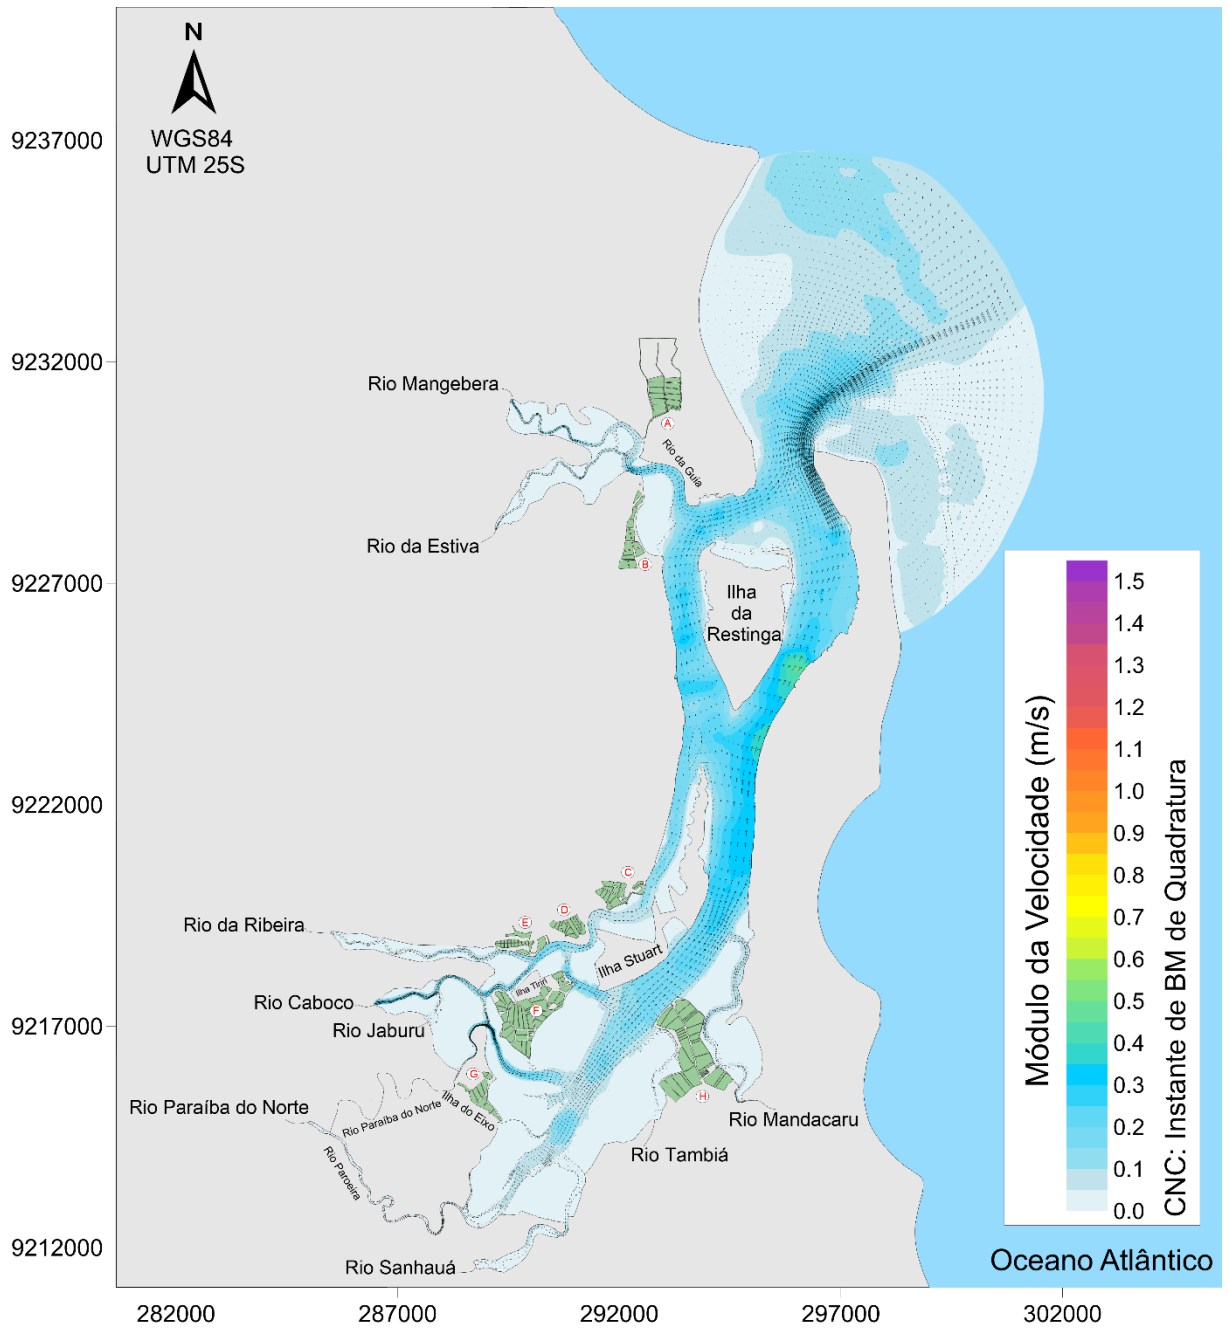 N
WGS84
UTM 25S
9237000
9232000
9227000
9222000
9217000
9212000
282000
287000
292000
297000
302000
Rio Mangebera
A
Rio da Guia
Rio da Estiva
B
Ilha
da
Restinga
C
D
E
Rio da Ribeira
Ilha Stuart
Ilha Tiriri
Rio Caboco
F
Rio Jaburu
G
Rio Paraíba do Norte
Rio Paraíba do Norte
Ilha do Eixo
H
Rio Mandacaru
Rio Tambiá
Rio Paroeira
Rio Sanhauá
Módulo da Velocidade (m/s)
1.5
1.4
1.3
1.2
1.1
1.0
0.9
0.8
0.7
0.6
0.5
0.4
0.3
0.2
0.1
0.0
CNC: Instante de BM de Quadratura
Oceano Atlântico